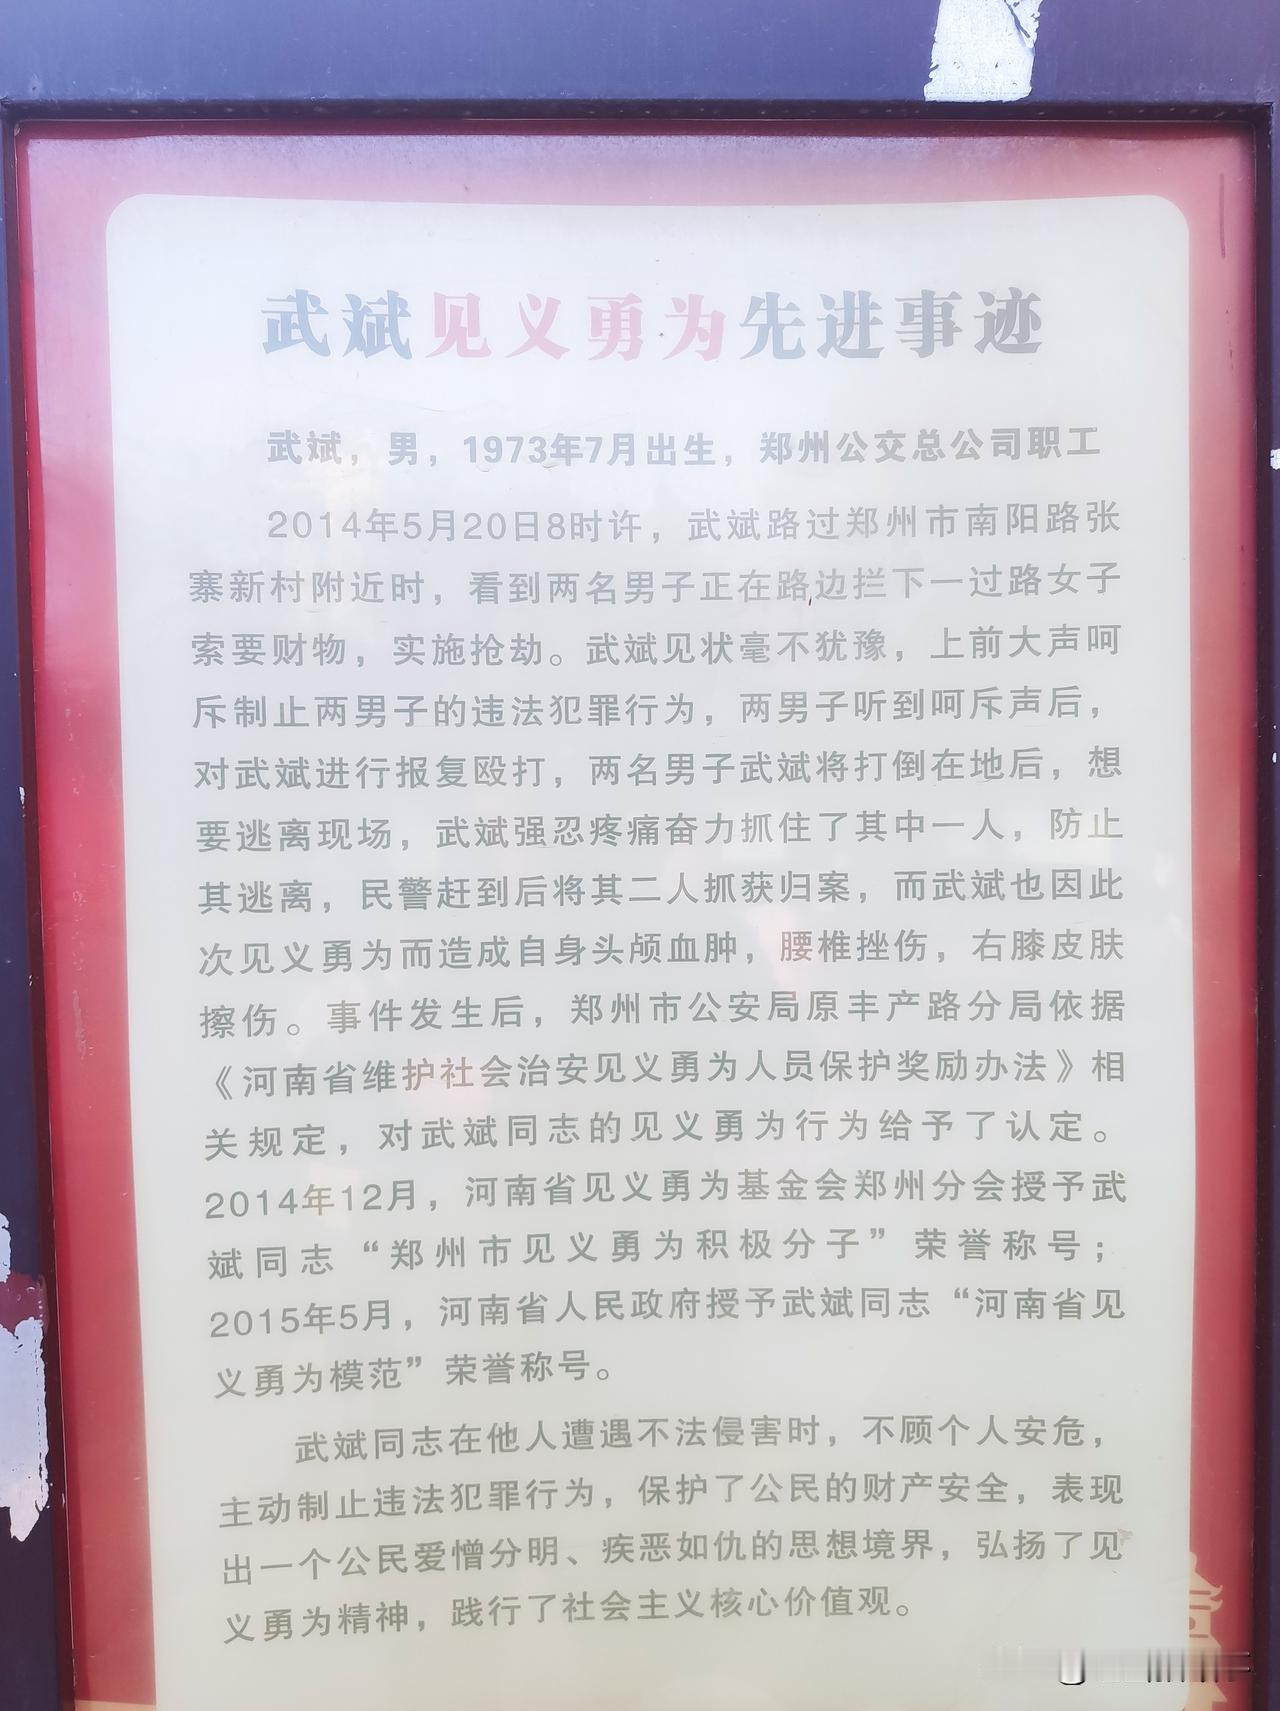 武斌见义勇为先进事迹
武斌，男，1973年7月出生，郑州公交总公司职工
2014年5月20日8时许，武斌路过郑州市南阳路张
寨新村附近时，看到两名男子正在路边拦下一过路女子
索要财物，实施抢劫。武斌见状毫不犹豫，上前大声呵
斥制止两男子的违法犯罪行为，两男子听到呵斥声后，
对武斌进行报复殴打，两名男子武斌将打倒在地后，想
要逃离现场，武斌强忍疼痛奋力抓住了其中一人，防止
其逃离，民警赶到后将其二人抓获归案，而武斌也因此
次见义勇为而造成自身头颅血肿，腰椎挫伤，右膝皮肤
擦伤。事件发生后，郑州市公安局原丰产路分局依据
《河南省维护社会治安见义勇为人员保护奖励办法》相
关规定，对武斌同志的见义勇为行为给予了认定。
2014年12月，河南省见义勇为基金会郑州分会授予武
斌同志“郑州市见义勇为积极分子”荣誉称号；
2015年5月，河南省人民政府授予武斌同志“河南省见
义勇为模范”荣誉称号。
武斌同志在他人遭遇不法侵害时，不顾个人安危，
主动制止违法犯罪行为，保护了公民的财产安全，表现
出一个公民爱憎分明、疾恶如仇的思想境界，弘扬了见
义勇为精神，践行了社会主义核心价值观。